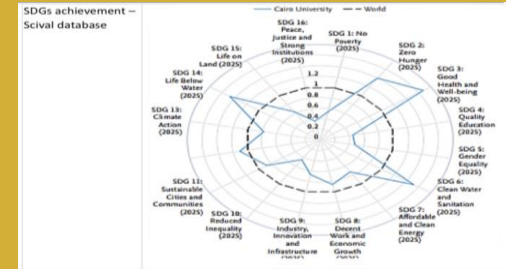 SDGs achievement –
Scival database
Cairo University
World
SDG 16:
Peace,
Justice and
Strong
Institutions
(2025)
SDG 1: No
Poverty
(2025)
SDG 2:
Zero
Hunger
(2025)
SDG 3:
Good
Health and
Well-being
(2025)
SDG 4:
Quality
Education
(2025)
SDG 5:
Gender
Equality
(2025)
SDG 6:
Clean Water
and
Sanitation
(2025)
SDG 7:
Affordable
and Clean
Energy
(2025)
SDG 8:
Decent
Work and
Economic
Growth
(2025)
SDG 9:
Industry,
Innovation
and
Infrastructure
(2025)
SDG 10:
Reduced
Inequality
(2025)
SDG 11:
Sustainable
Cities and
Communities
(2025)
SDG 13:
Climate
Action
(2025)
SDG 14:
Life Below
Water
(2025)
SDG 15:
Life on
Land (2025)
1.2
1
0.8
0.6
0.4
0.2
0